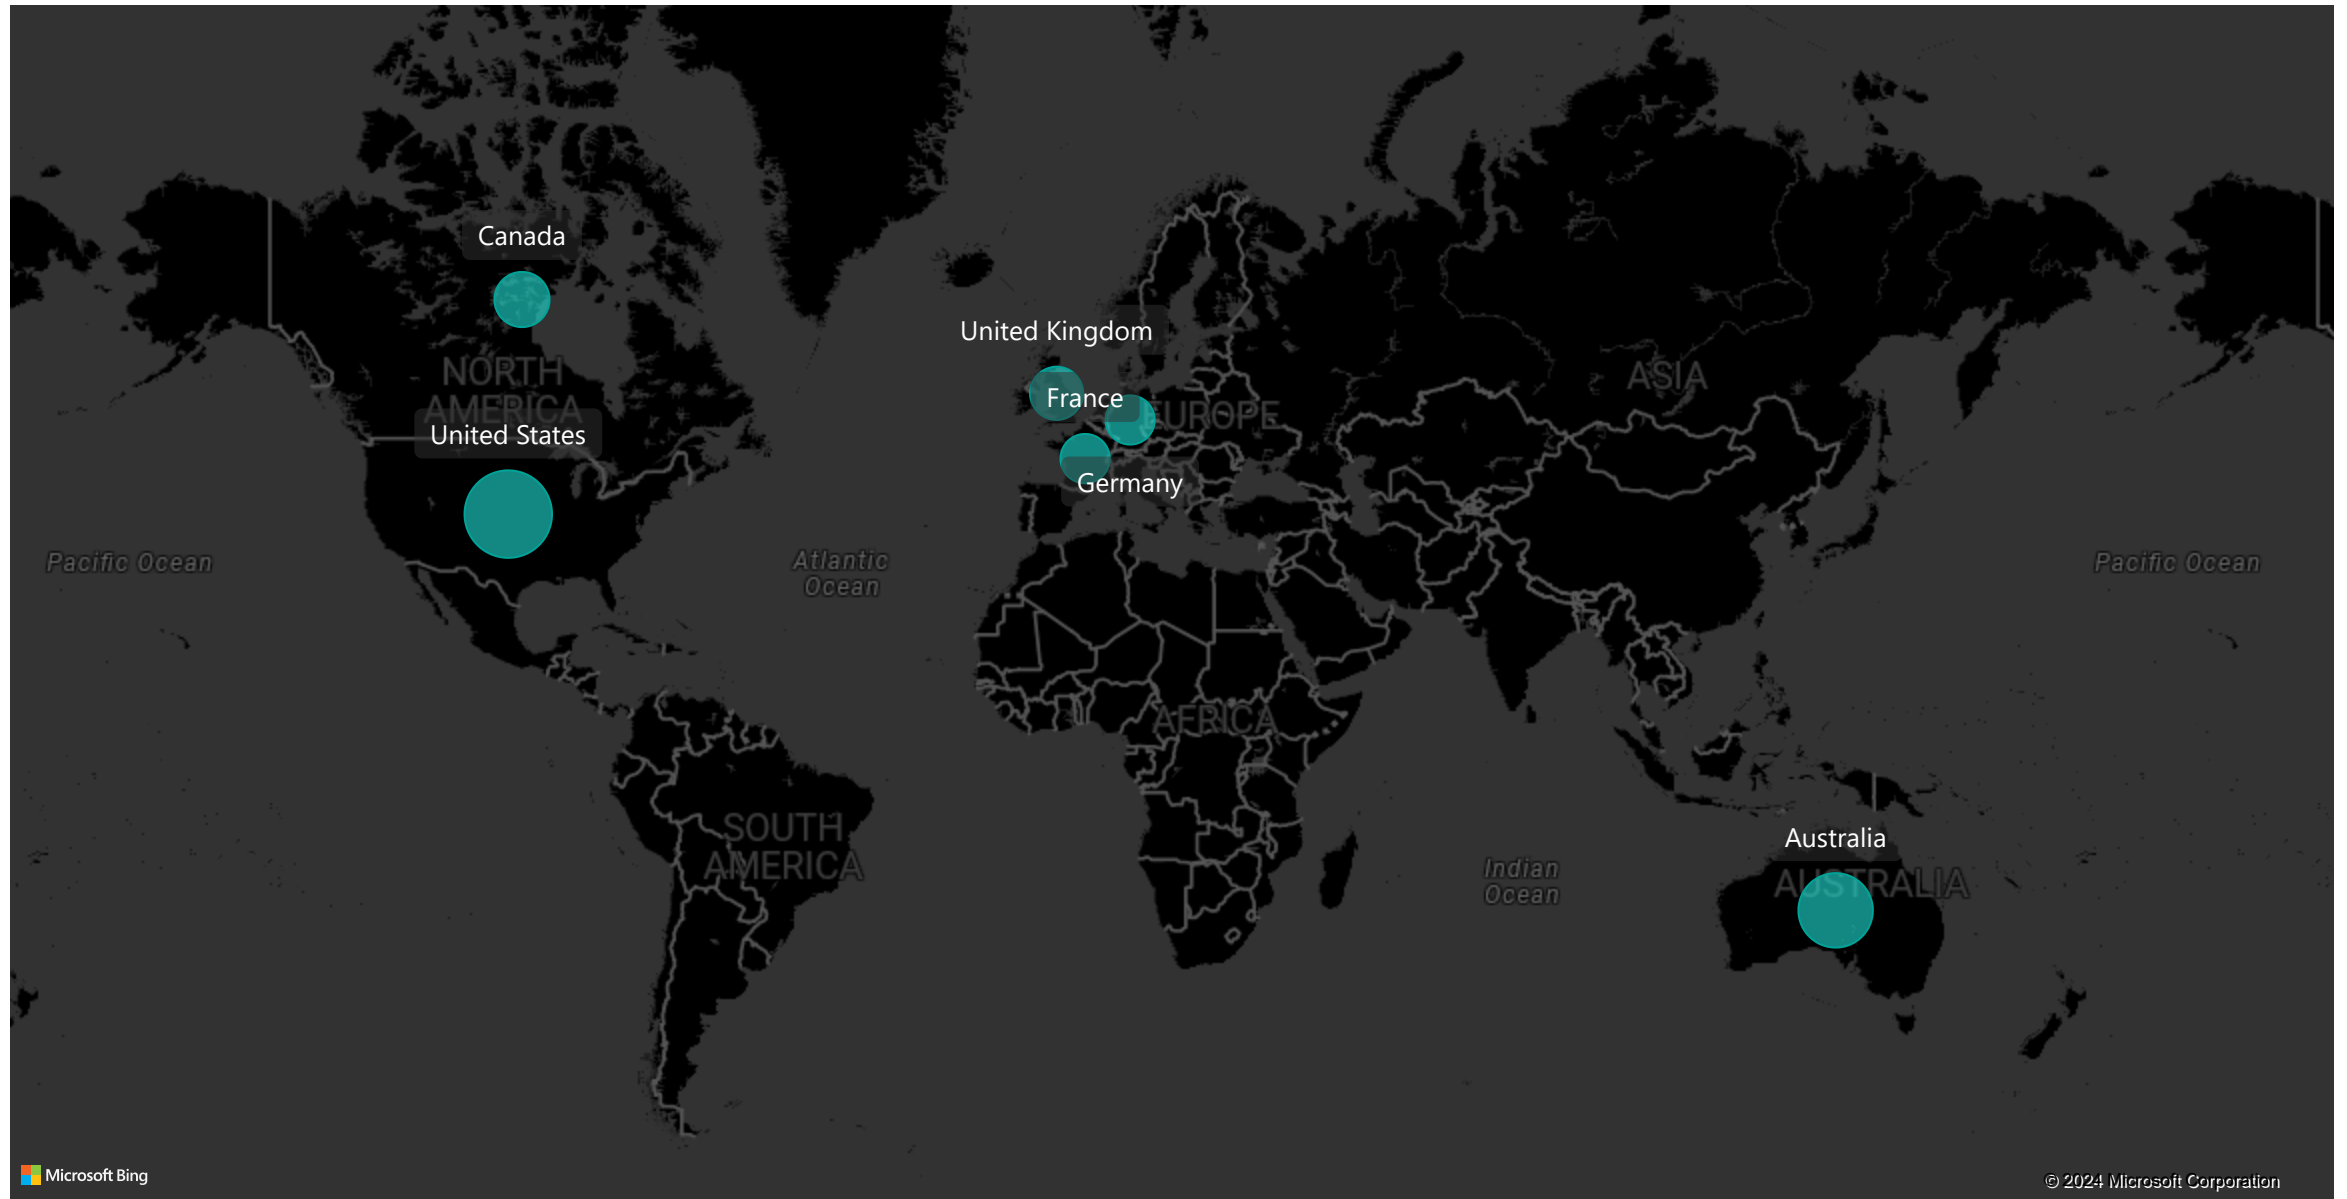 Canada
United Kingdom
NORTH
AMERICA
ASIA
France
EUROPE
United States
Germany
Pacific Ocean
Atlantic
Ocean
Pacific Ocean
AFRICA
SOUTH
AMERICA
Australia
Indian
Ocean
AUSTRALIA
Microsoft Bing
© 2024 Microsoft Corporation